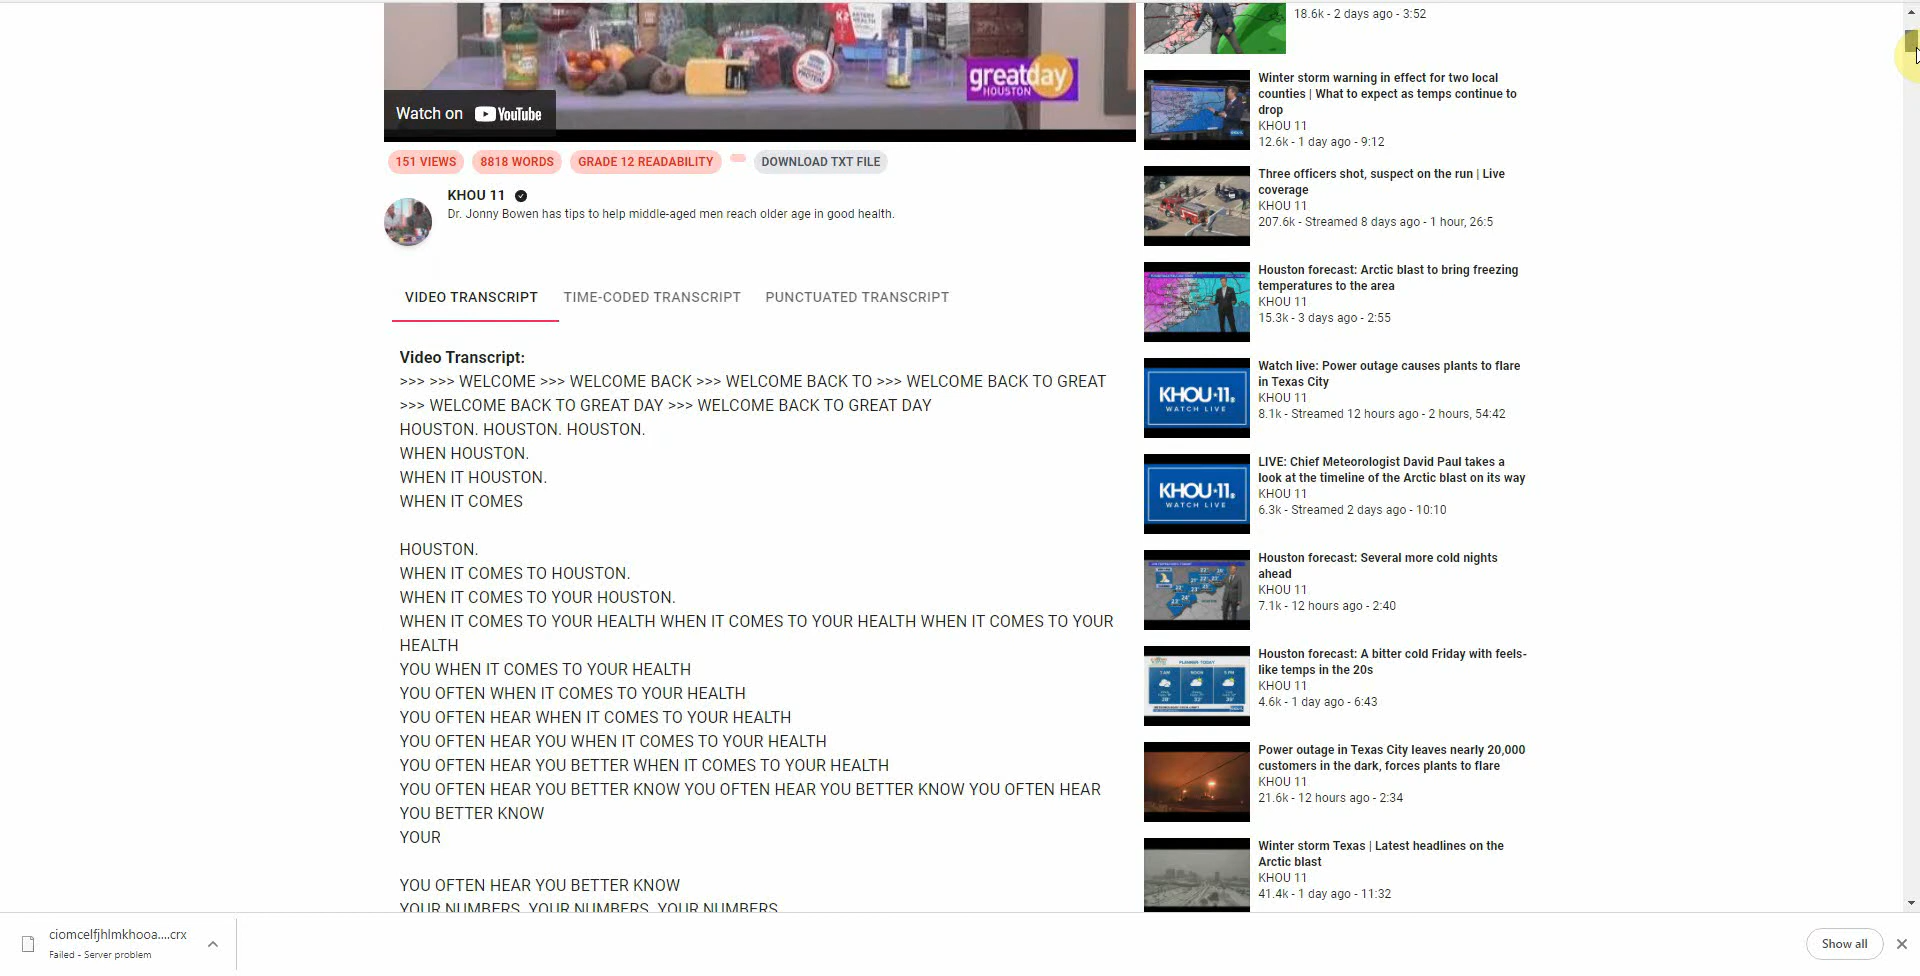 greatday
HOUSTON
Watch on YouTube
151 VIEWS
8818 WORDS
GRADE 12 READABILITY
DOWNLOAD TXT FILE
KHOU 11
Dr. Jonny Bowen has tips to help middle-aged men reach older age in good health.
VIDEO TRANSCRIPT
TIME-CODED TRANSCRIPT
PUNCTUATED TRANSCRIPT
Video Transcript:
>>> >>> WELCOME >>> WELCOME BACK >>> WELCOME BACK TO >>> WELCOME BACK TO GREAT
>>> WELCOME BACK TO GREAT DAY >>> WELCOME BACK TO GREAT DAY
HOUSTON. HOUSTON. HOUSTON.
WHEN HOUSTON.
WHEN IT HOUSTON.
WHEN IT COMES
HOUSTON.
WHEN IT COMES TO HOUSTON.
WHEN IT COMES TO YOUR HOUSTON.
WHEN IT COMES TO YOUR HEALTH WHEN IT COMES TO YOUR HEALTH WHEN IT COMES TO YOUR
HEALTH
YOU WHEN IT COMES TO YOUR HEALTH
YOU OFTEN WHEN IT COMES TO YOUR HEALTH
YOU OFTEN HEAR WHEN IT COMES TO YOUR HEALTH
YOU OFTEN HEAR YOU WHEN IT COMES TO YOUR HEALTH
YOU OFTEN HEAR YOU BETTER WHEN IT COMES TO YOUR HEALTH
YOU OFTEN HEAR YOU BETTER KNOW YOU OFTEN HEAR YOU BETTER KNOW YOU OFTEN HEAR
YOU BETTER KNOW
YOUR
YOU OFTEN HEAR YOU BETTER KNOW
YOUR NUMBERS. YOUR NUMBERS. YOUR NUMBERS.
18.6k - 2 days ago - 3:52
Winter storm warning in effect for two local
counties | What to expect as temps continue to
drop
KHOU 11
12.6k - 1 day ago - 9:12
Three officers shot, suspect on the run | Live
coverage
KHOU 11
207.6k - Streamed 8 days ago - 1 hour, 26:5
Houston forecast: Arctic blast to bring freezing
temperatures to the area
KHOU 11
15.3k - 3 days ago - 2:55
KHOU·11.
WATCH LIVE
Watch live: Power outage causes plants to flare
in Texas City
KHOU 11
8.1k - Streamed 12 hours ago - 2 hours, 54:42
KHOU·11.
WATCH LIVE
LIVE: Chief Meteorologist David Paul takes a
look at the timeline of the Arctic blast on its way
KHOU 11
6.3k - Streamed 2 days ago - 10:10
Houston forecast: Several more cold nights
ahead
KHOU 11
7.1k - 12 hours ago - 2:40
Houston forecast: A bitter cold Friday with feels-
like temps in the 20s
KHOU 11
4.6k - 1 day ago - 6:43
Power outage in Texas City leaves nearly 20,000
customers in the dark, forces plants to flare
KHOU 11
21.6k - 12 hours ago - 2:34
Winter storm Texas | Latest headlines on the
Arctic blast
KHOU 11
41.4k - 1 day ago - 11:32
ciomcelfjhlmkhooa....crx
Failed - Server problem
Show all